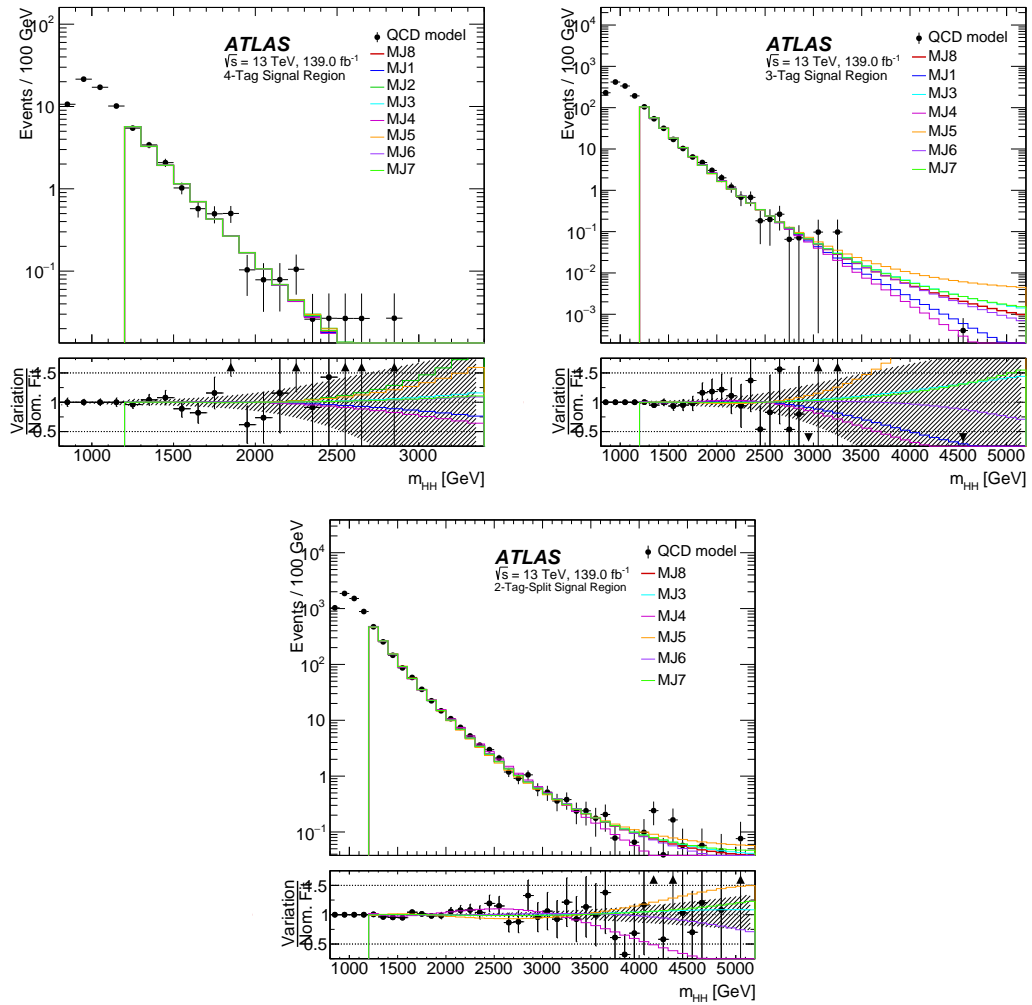 Events / 100 GeV
10²
10
1
10⁻¹
ATLAS
√s = 13 TeV, 139.0 fb⁻¹
4-Tag Signal Region
QCD model
MJ8
MJ1
MJ2
MJ3
MJ4
MJ5
MJ6
MJ7
Variation
Nom. Fit
1.5
1
0.5
1000 1500 2000 2500 3000
m_HH [GeV]
Events / 100 GeV
10⁴
10³
10²
10
1
10⁻¹
10⁻²
10⁻³
ATLAS
√s = 13 TeV, 139.0 fb⁻¹
3-Tag Signal Region
QCD model
MJ8
MJ1
MJ3
MJ4
MJ5
MJ6
MJ7
Variation
Nom. Fit
1.5
1
0.5
1000 1500 2000 2500 3000 3500 4000 4500 5000
m_HH [GeV]
Events / 100 GeV
10⁴
10³
10²
10
1
10⁻¹
ATLAS
√s = 13 TeV, 139.0 fb⁻¹
2-Tag-Split Signal Region
QCD model
MJ8
MJ3
MJ4
MJ5
MJ6
MJ7
Variation
Nom. Fit
1.5
1
0.5
1000 1500 2000 2500 3000 3500 4000 4500 5000
m_HH [GeV]